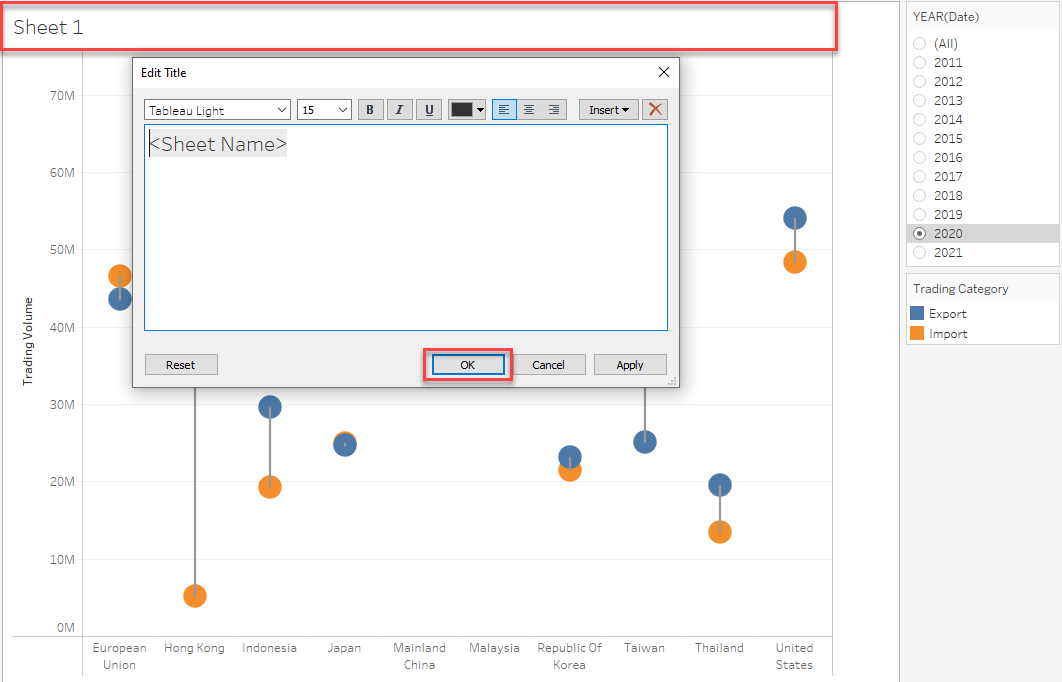 Sheet 1
Edit Title
Tableau Light 15 B I U Insert
<Sheet Name>
Reset OK Cancel Apply
Trading Volume
70M
60M
50M
40M
30M
20M
10M
0M
European Union
Hong Kong
Indonesia
Japan
Mainland China
Malaysia
Republic Of Korea
Taiwan
Thailand
United States
YEAR(Date)
(All)
2011
2012
2013
2014
2015
2016
2017
2018
2019
2020
2021
Trading Category
Export
Import